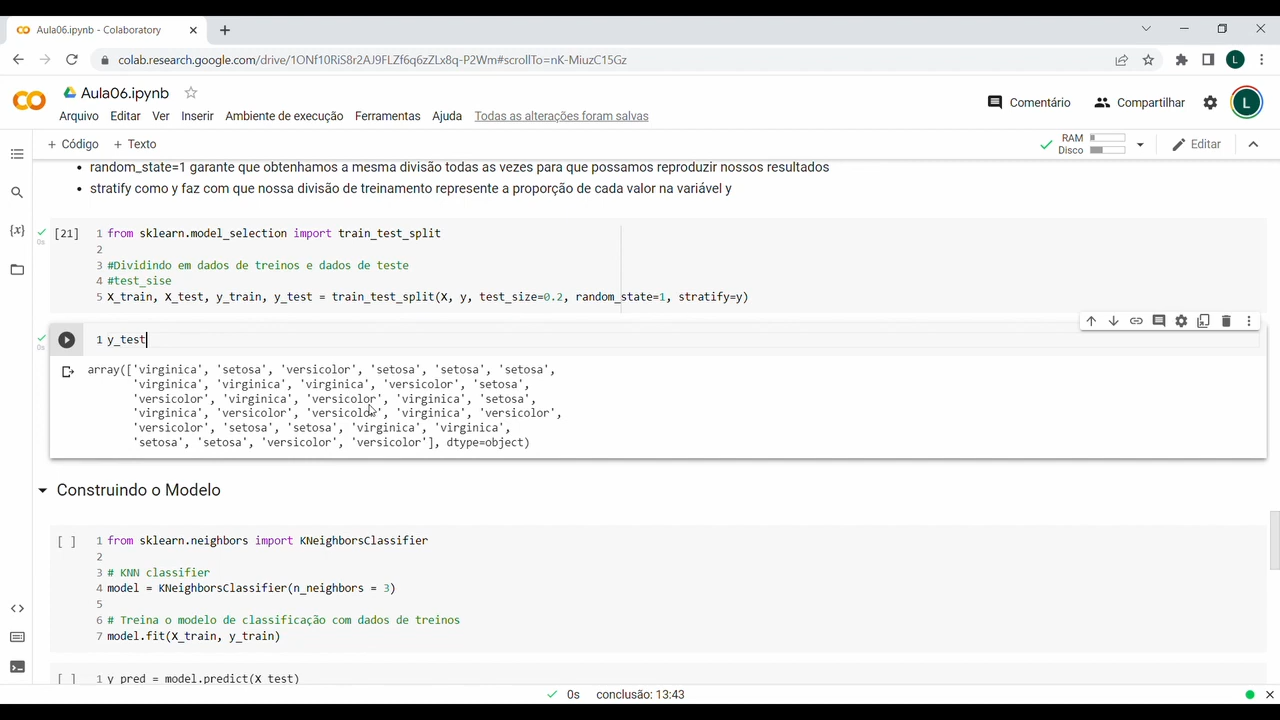 Aula06.ipynb - Colaboratory
colab.research.google.com/drive/1ONf10RiS8r2AJ9FLZf6q6zZLx8q-P2Wm#scrollTo=nK-MiuzC15Gz
L
Aula06.ipynb
Comentário
Compartilhar
L
Arquivo Editar Ver Inserir Ambiente de execução Ferramentas Ajuda Todas as alterações foram salvas
+ Código + Texto
RAM
Disco
Editar
• random_state=1 garante que obtenhamos a mesma divisão todas as vezes para que possamos reproduzir nossos resultados
• stratify como y faz com que nossa divisão de treinamento represente a proporção de cada valor na variável y
0s
[21] 1 from sklearn.model_selection import train_test_split
2
3 #Dividindo em dados de treinos e dados de teste
4 #test_sise
5 X_train, X_test, y_train, y_test = train_test_split(X, y, test_size=0.2, random_state=1, stratify=y)
0s
1 y_test
array(['virginica', 'setosa', 'versicolor', 'setosa', 'setosa', 'setosa',
'virginica', 'virginica', 'virginica', 'versicolor', 'setosa',
'versicolor', 'virginica', 'versicolor', 'virginica', 'setosa',
'virginica', 'versicolor', 'versicolor', 'virginica', 'versicolor',
'versicolor', 'setosa', 'setosa', 'virginica', 'virginica',
'setosa', 'setosa', 'versicolor', 'versicolor'], dtype=object)
Construindo o Modelo
[ ] 1 from sklearn.neighbors import KNeighborsClassifier
2
3 # KNN classifier
4 model = KNeighborsClassifier(n_neighbors = 3)
5
6 # Treina o modelo de classificação com dados de treinos
7 model.fit(X_train, y_train)
[ ] 1 y_pred = model.predict(X_test)
0s conclusão: 13:43